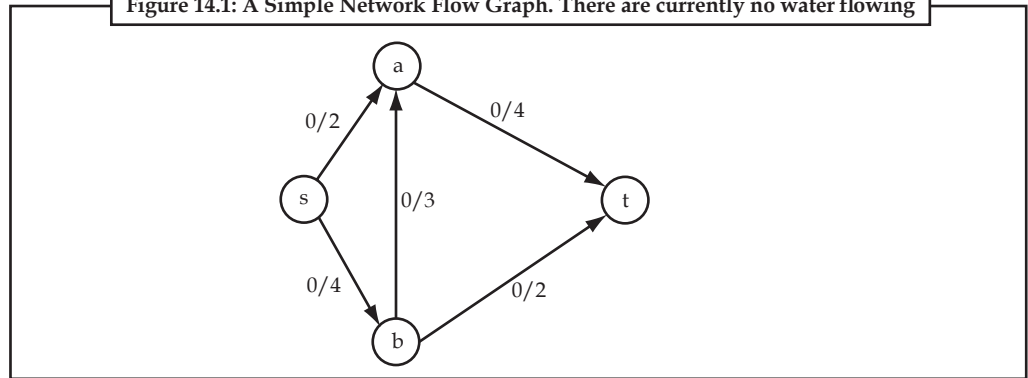 Figure 14.1: A Simple Network Flow Graph. There are currently no water flowing
a
0/2
0/4
s
0/3
t
0/4
0/2
b